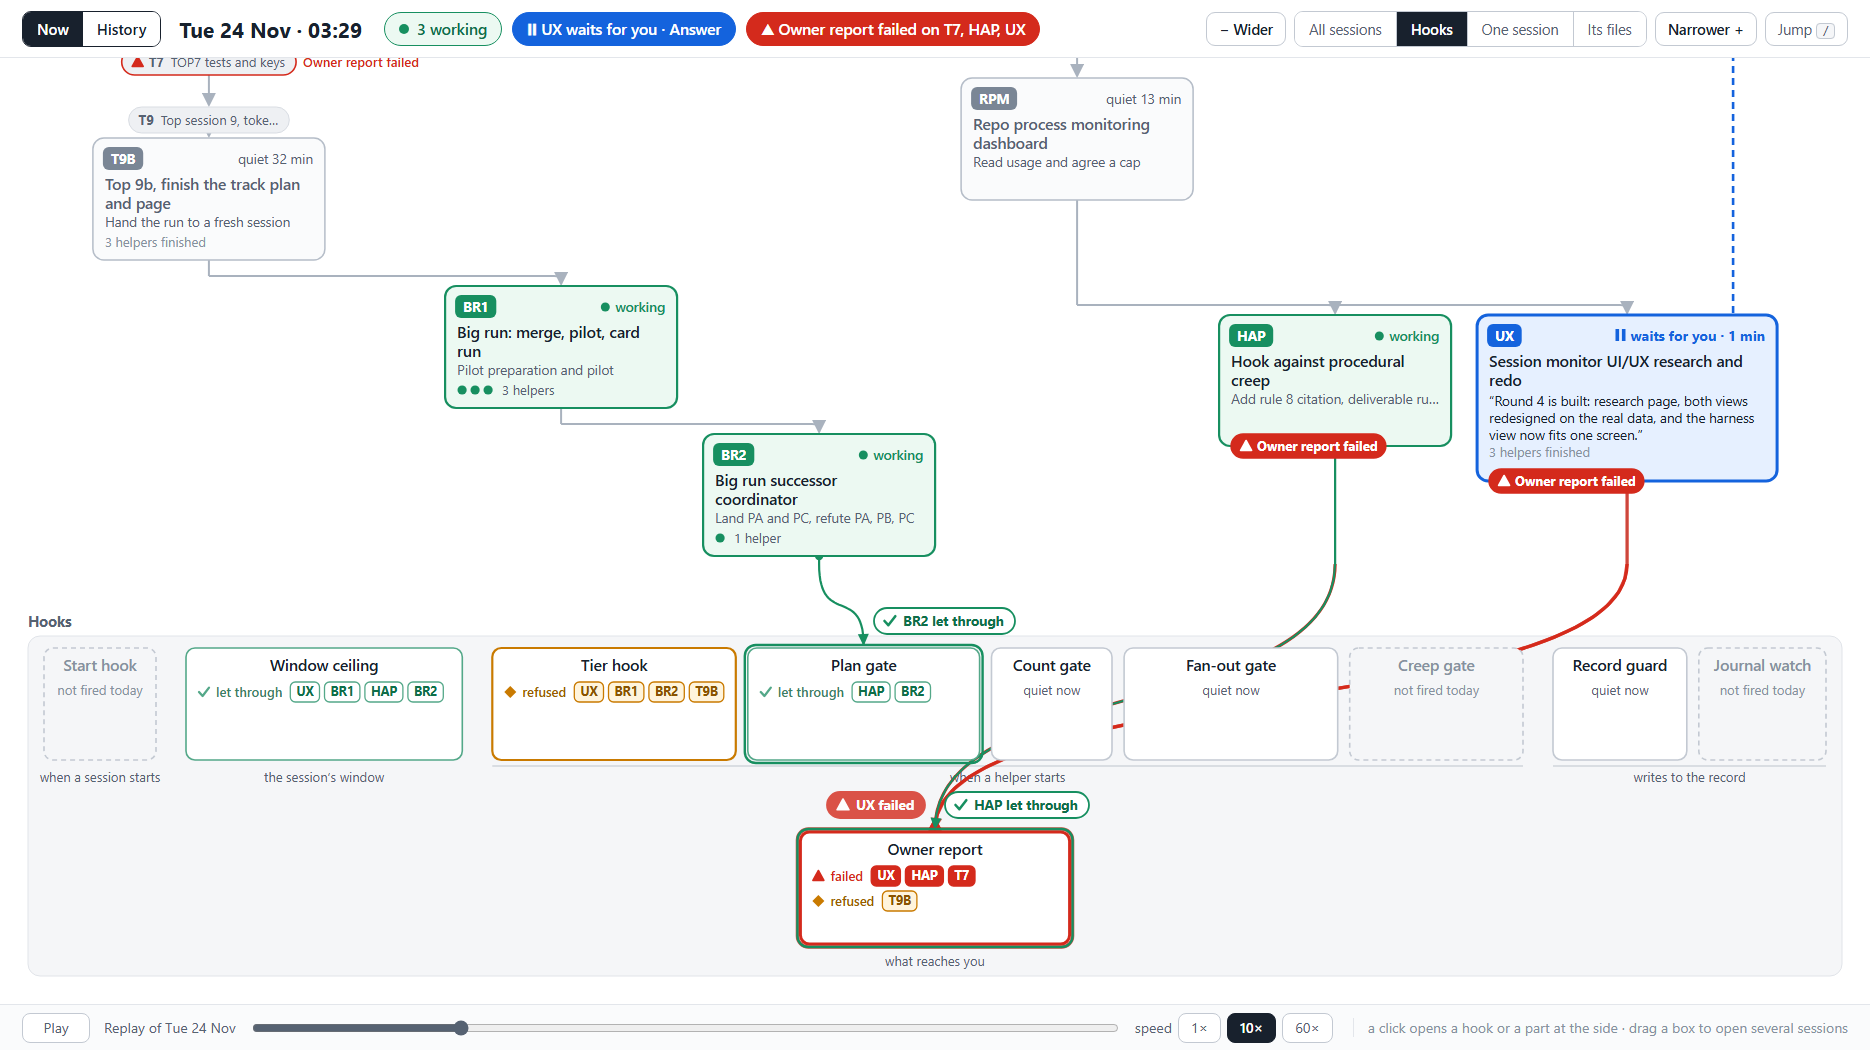 Now History Tue 24 Nov · 03:29 3 working UX waits for you · Answer Owner report failed on T7, HAP, UX − Wider All sessions Hooks One session Its files Narrower + Jump /
T7 TOP7 tests and keys Owner report failed
T9 Top session 9, toke...
T9B quiet 32 min
Top 9b, finish the track plan
and page
Hand the run to a fresh session
3 helpers finished
RPM quiet 13 min
Repo process monitoring
dashboard
Read usage and agree a cap
BR1 working
Big run: merge, pilot, card
run
Pilot preparation and pilot
3 helpers
HAP working
Hook against procedural
creep
Add rule 8 citation, deliverable ru...
Owner report failed
UX waits for you · 1 min
Session monitor UI/UX research and
redo
“Round 4 is built: research page, both views
redesigned on the real data, and the harness
view now fits one screen.”
3 helpers finished
Owner report failed
BR2 working
Big run successor
coordinator
Land PA and PC, refute PA, PB, PC
1 helper
BR2 let through
Hooks
Start hook
not fired today
Window ceiling
let through UX BR1 HAP BR2
Tier hook
refused UX BR1 BR2 T9B
Plan gate
let through HAP BR2
Count gate
quiet now
Fan-out gate
quiet now
Creep gate
not fired today
Record guard
quiet now
Journal watch
not fired today
when a session starts
the session's window
when a helper starts
writes to the record
UX failed
HAP let through
Owner report
failed UX HAP T7
refused T9B
what reaches you
Play Replay of Tue 24 Nov speed 1× 10× 60× a click opens a hook or a part at the side · drag a box to open several sessions